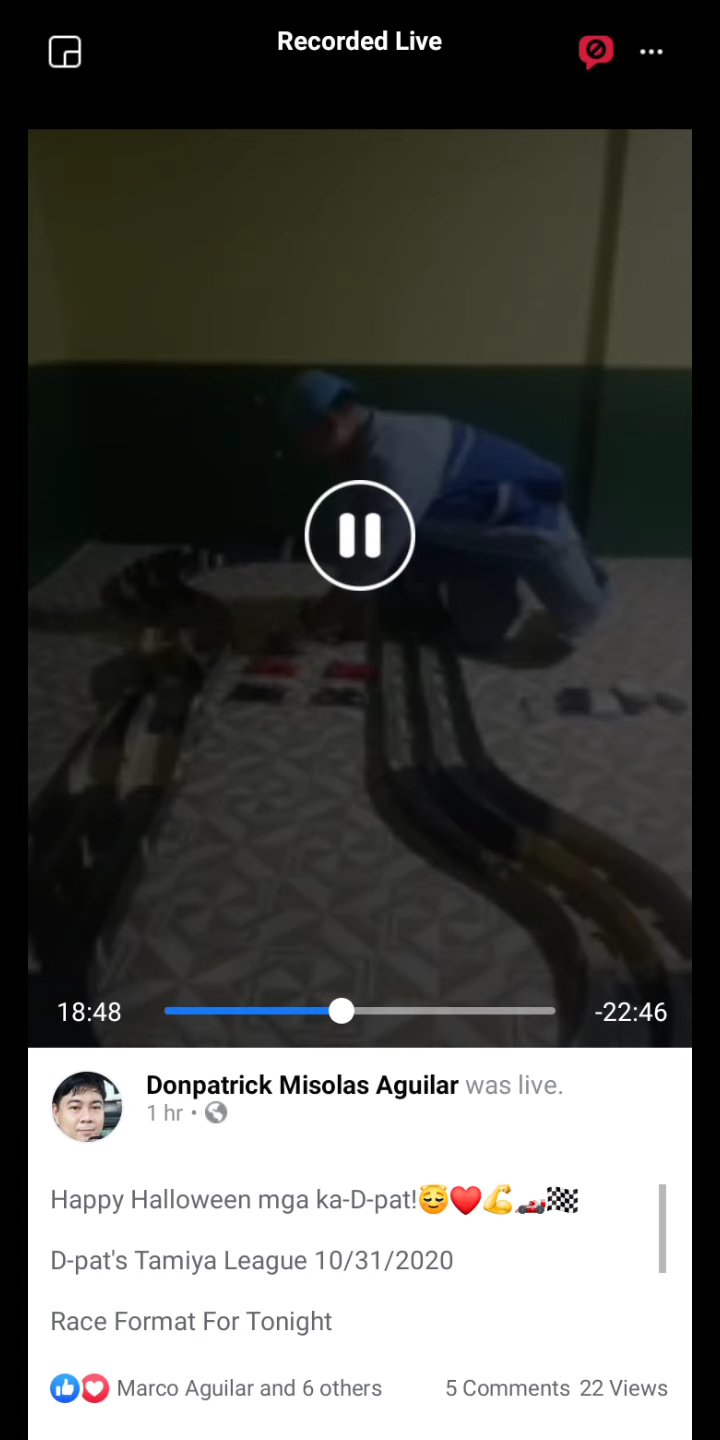 Recorded Live
18:48
-22:46
Donpatrick Misolas Aguilar was live.
1 hr •
Happy Halloween mga ka-D-pat!😇❤️💪🏎️🏁
D-pat's Tamiya League 10/31/2020
Race Format For Tonight
Marco Aguilar and 6 others 5 Comments 22 Views